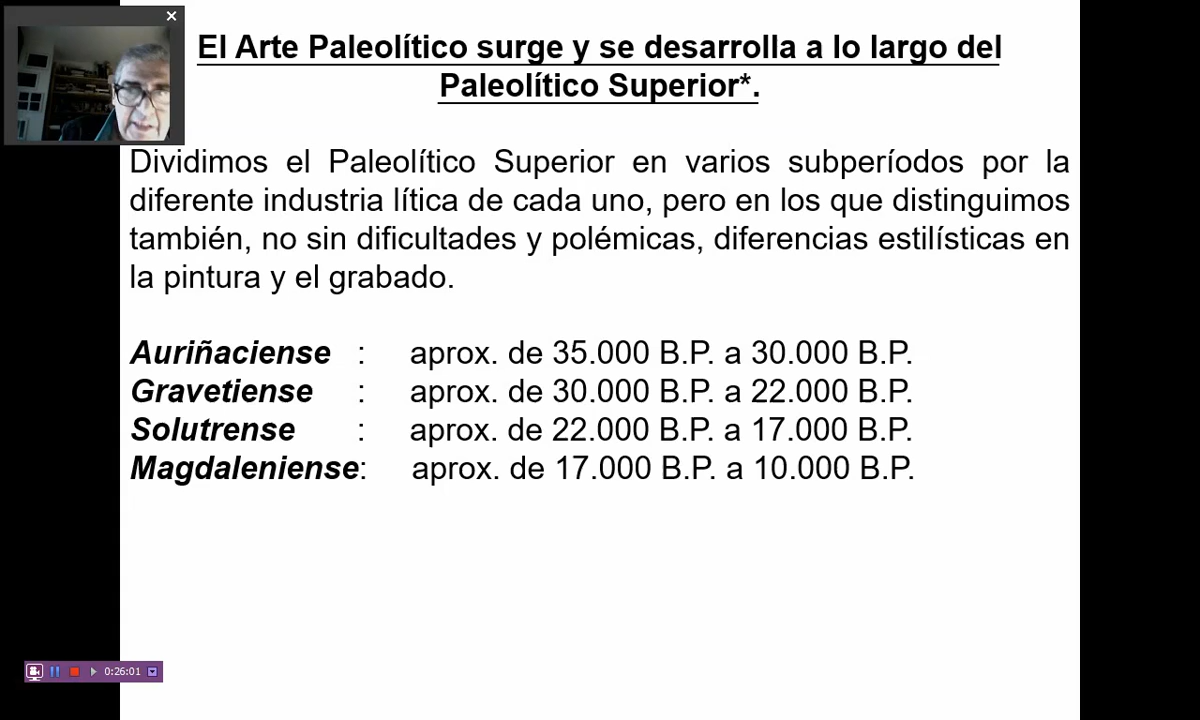 El Arte Paleolítico surge y se desarrolla a lo largo del
Paleolítico Superior*.
Dividimos el Paleolítico Superior en varios subperíodos por la
diferente industria lítica de cada uno, pero en los que distinguimos
también, no sin dificultades y polémicas, diferencias estilísticas en
la pintura y el grabado.
Auriñaciense : aprox. de 35.000 B.P. a 30.000 B.P.
Gravetiense : aprox. de 30.000 B.P. a 22.000 B.P.
Solutrense : aprox. de 22.000 B.P. a 17.000 B.P.
Magdaleniense: aprox. de 17.000 B.P. a 10.000 B.P.
0:26:01